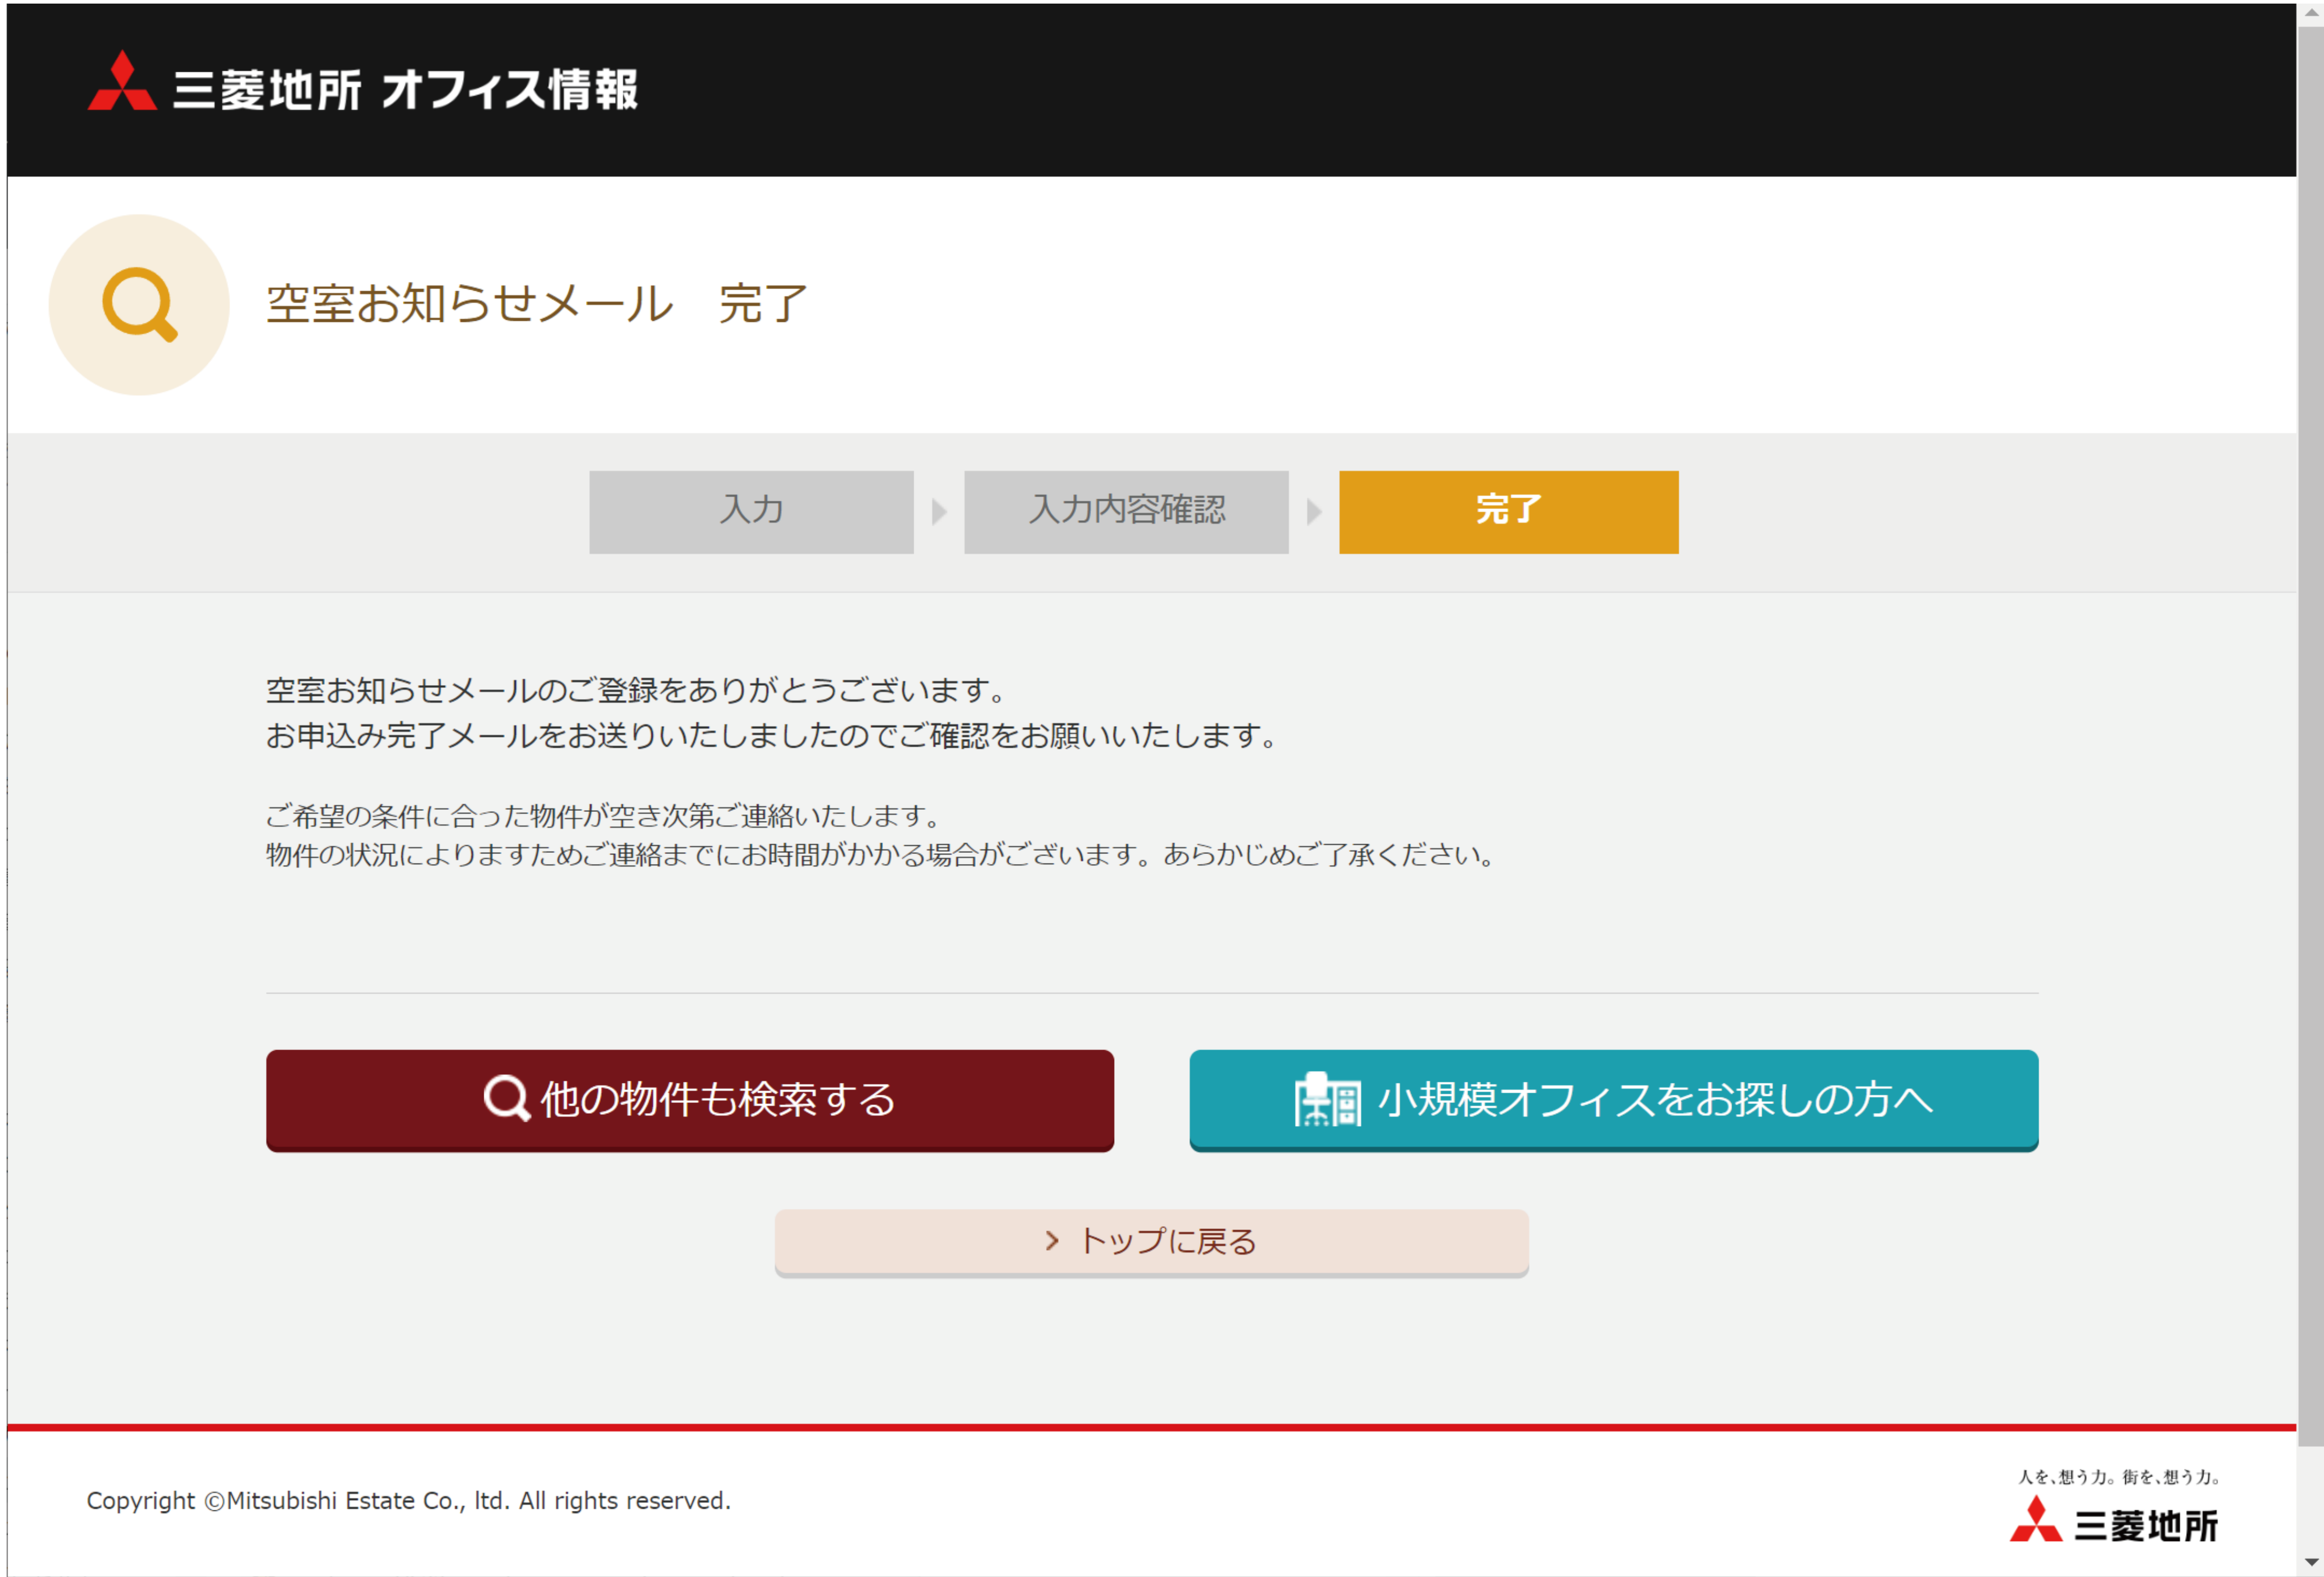 三菱地所 オフィス情報
空室お知らせメール　完了
入力
入力内容確認
完了
空室お知らせメールのご登録をありがとうございます。
お申込み完了メールをお送りいたしましたのでご確認をお願いいたします。
ご希望の条件に合った物件が空き次第ご連絡いたします。
物件の状況によりますためご連絡までにお時間がかかる場合がございます。あらかじめご了承ください。
他の物件も検索する
小規模オフィスをお探しの方へ
トップに戻る
Copyright ©Mitsubishi Estate Co., ltd. All rights reserved.
人を、想う力。街を、想う力。
三菱地所